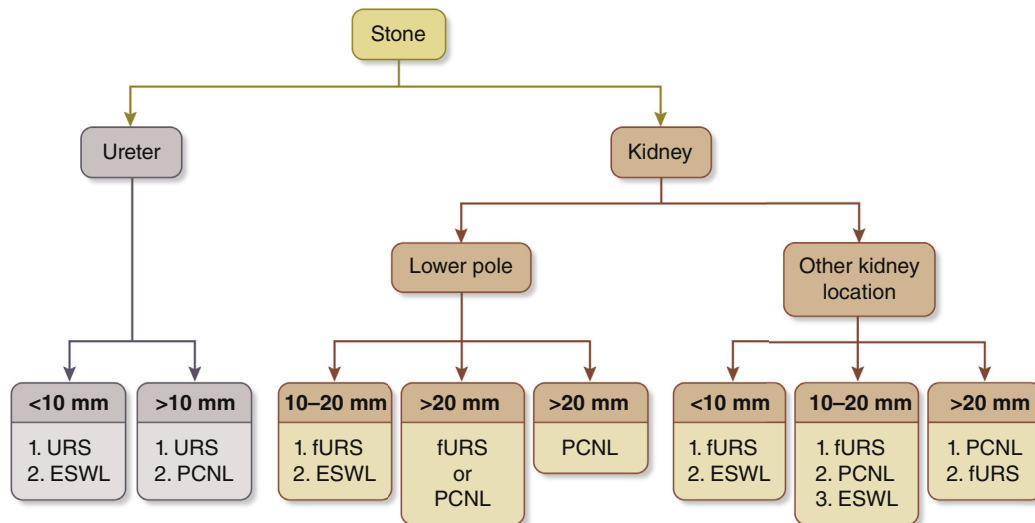 Stone
Ureter
Kidney
Lower pole
Other kidney
location
<10 mm
1. URS
2. ESWL
>10 mm
1. URS
2. PCNL
10–20 mm
1. fURS
2. ESWL
>20 mm
fURS
or
PCNL
>20 mm
PCNL
<10 mm
1. fURS
2. ESWL
10–20 mm
1. fURS
2. PCNL
3. ESWL
>20 mm
1. PCNL
2. fURS